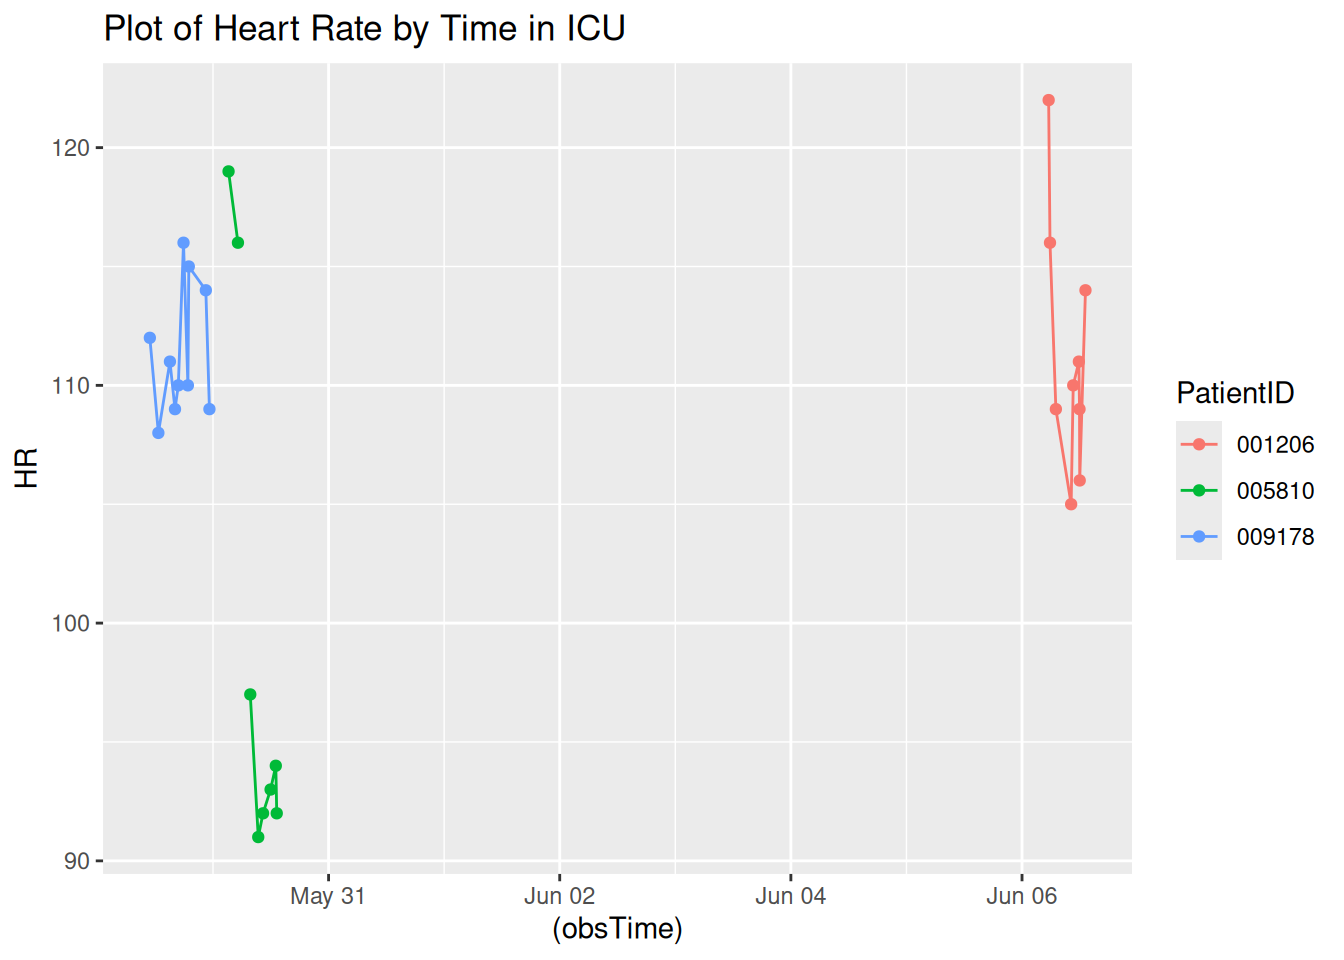 Plot of Heart Rate by Time in ICU
120
110
100
90
HR
May 31
Jun 02
Jun 04
Jun 06
(obsTime)
PatientID
001206
005810
009178